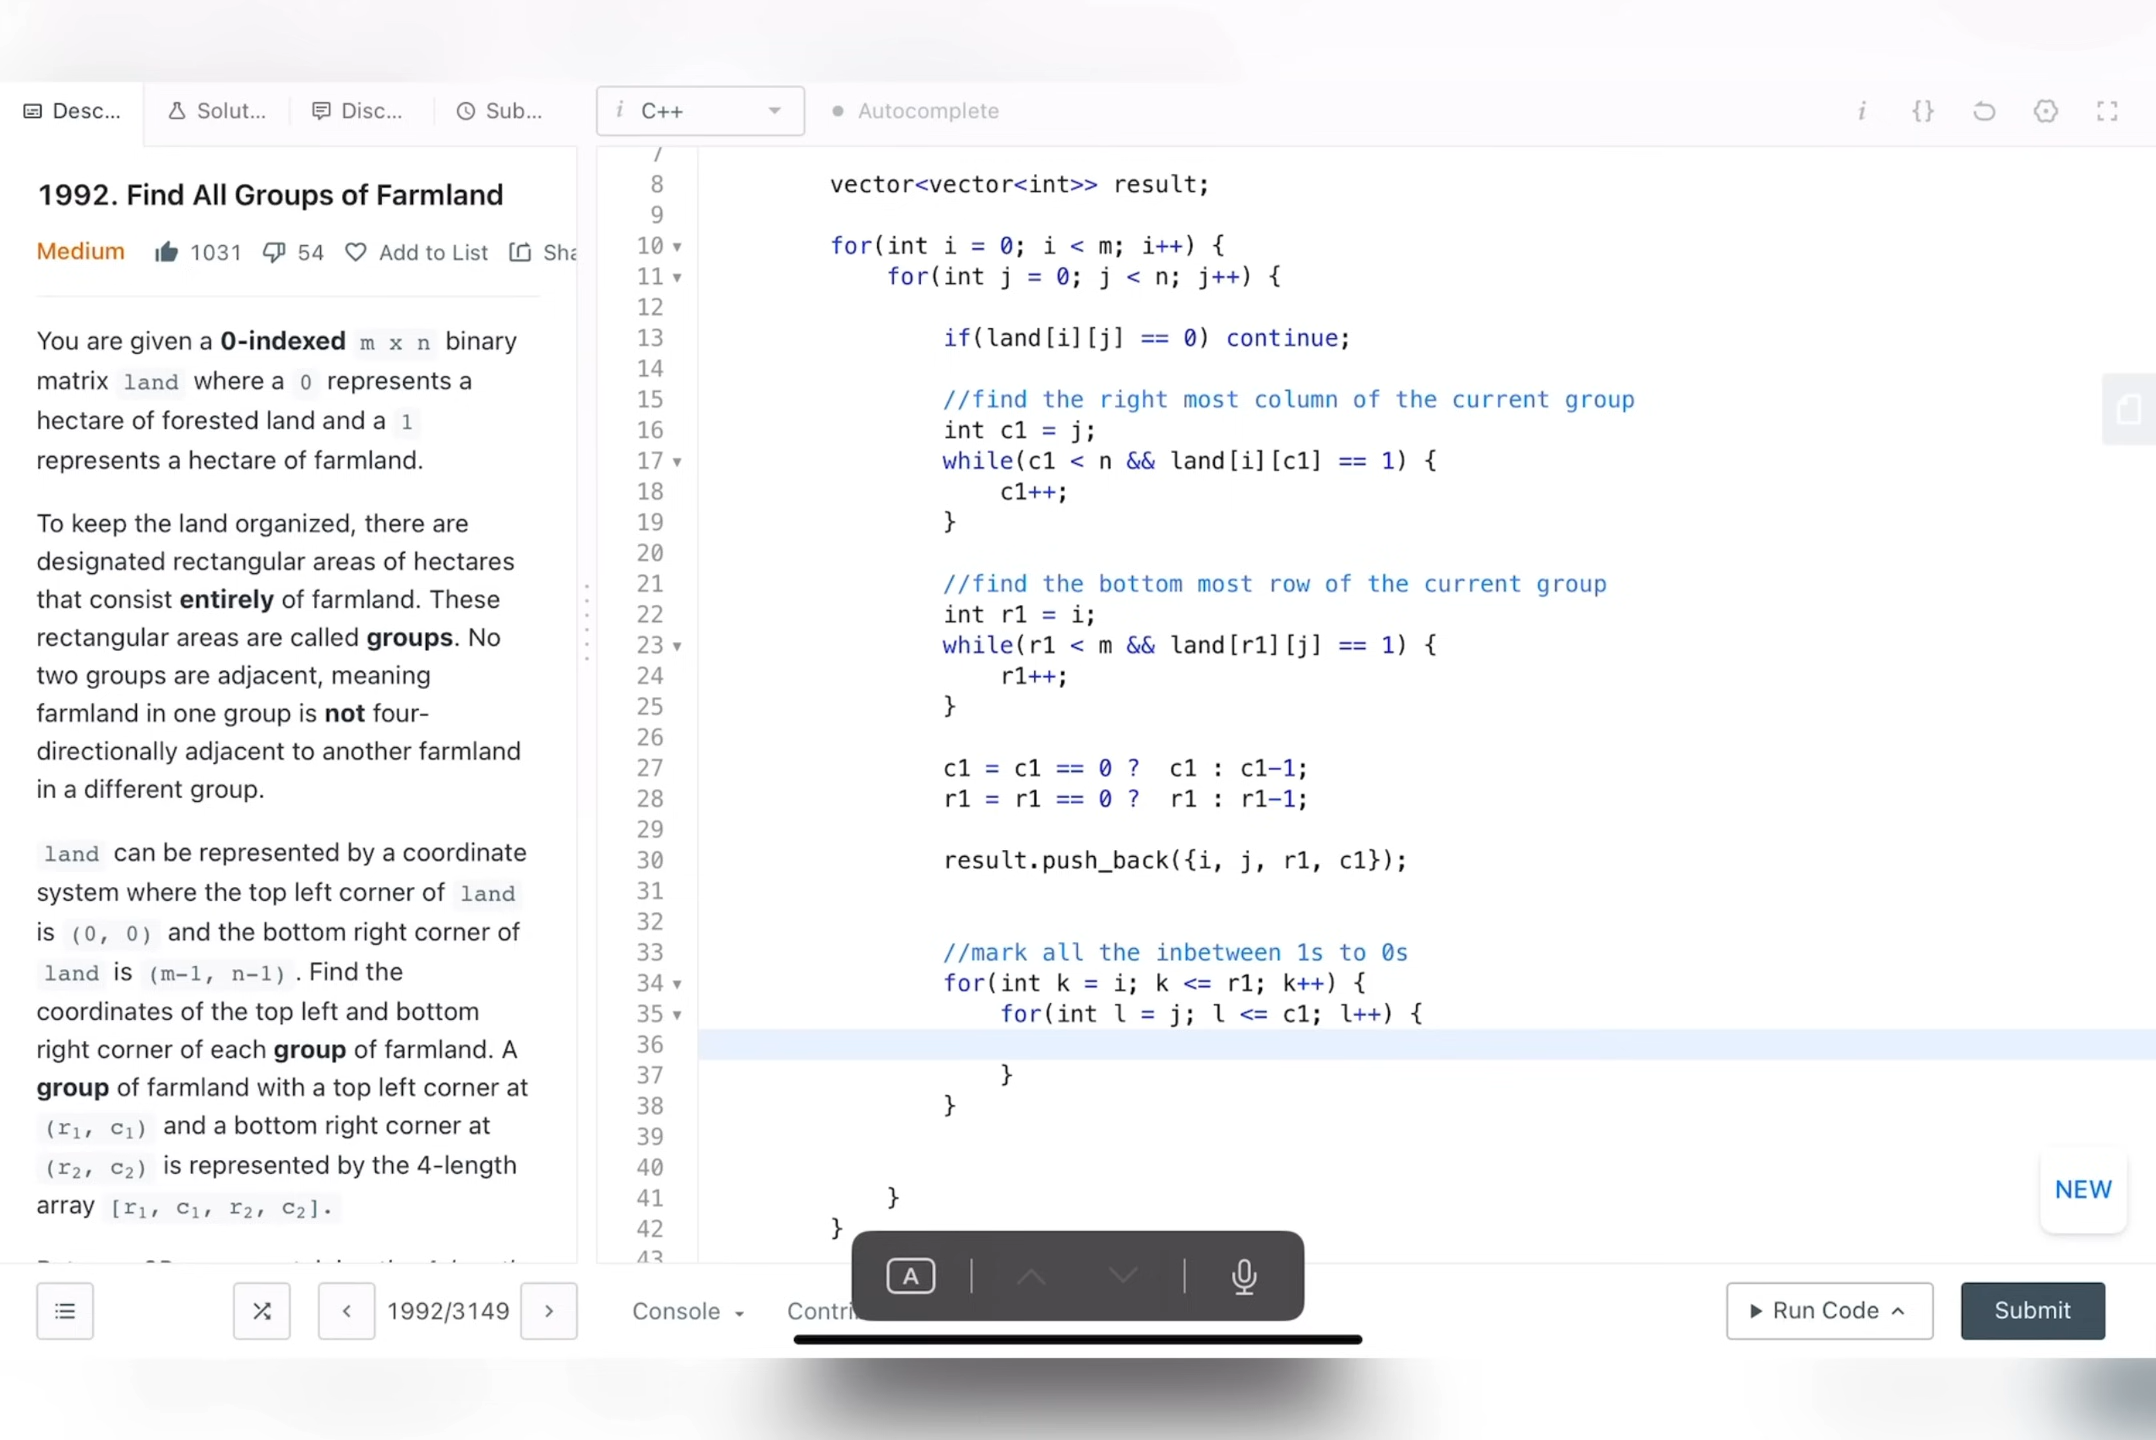 Desc...
Solut...
Disc...
Sub...
i C++
Autocomplete
i {}
1992. Find All Groups of Farmland
Medium 1031 54 Add to List Sha
You are given a 0-indexed m x n binary
matrix land where a 0 represents a
hectare of forested land and a 1
represents a hectare of farmland.
To keep the land organized, there are
designated rectangular areas of hectares
that consist entirely of farmland. These
rectangular areas are called groups. No
two groups are adjacent, meaning
farmland in one group is not four-
directionally adjacent to another farmland
in a different group.
land can be represented by a coordinate
system where the top left corner of land
is (0, 0) and the bottom right corner of
land is (m-1, n-1) . Find the
coordinates of the top left and bottom
right corner of each group of farmland. A
group of farmland with a top left corner at
(r₁, c₁) and a bottom right corner at
(r₂, c₂) is represented by the 4-length
array [r₁, c₁, r₂, c₂].
7
8 vector<vector<int>> result;
9
10 for(int i = 0; i < m; i++) {
11 for(int j = 0; j < n; j++) {
12
13 if(land[i][j] == 0) continue;
14
15 //find the right most column of the current group
16 int c1 = j;
17 while(c1 < n && land[i][c1] == 1) {
18 c1++;
19 }
20
21 //find the bottom most row of the current group
22 int r1 = i;
23 while(r1 < m && land[r1][j] == 1) {
24 r1++;
25 }
26
27 c1 = c1 == 0 ?  c1 : c1-1;
28 r1 = r1 == 0 ?  r1 : r1-1;
29
30 result.push_back({i, j, r1, c1});
31
32
33 //mark all the inbetween 1s to 0s
34 for(int k = i; k <= r1; k++) {
35 for(int l = j; l <= c1; l++) {
36
37 }
38 }
39
40
41 }
42 }
43
NEW
A
1992/3149
Console
Contri
Run Code
Submit